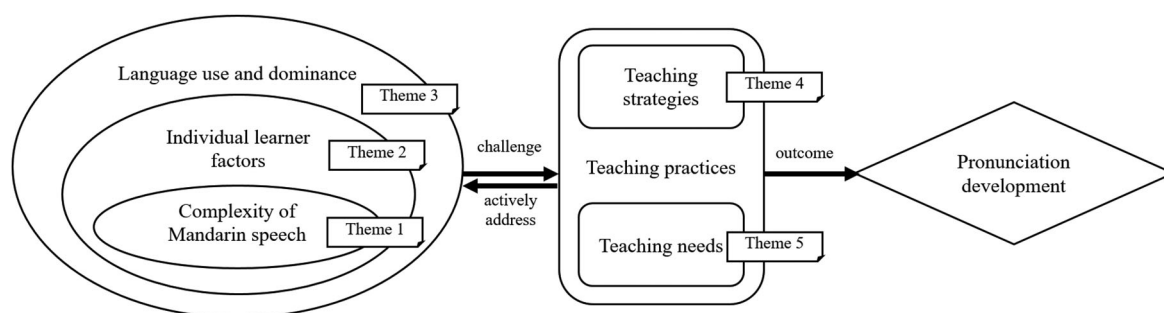 Language use and dominance
Theme 3
Individual learner
factors
Theme 2
Complexity of
Mandarin speech
Theme 1
challenge
actively
address
Teaching
strategies
Theme 4
Teaching practices
Teaching needs
Theme 5
outcome
Pronunciation
development